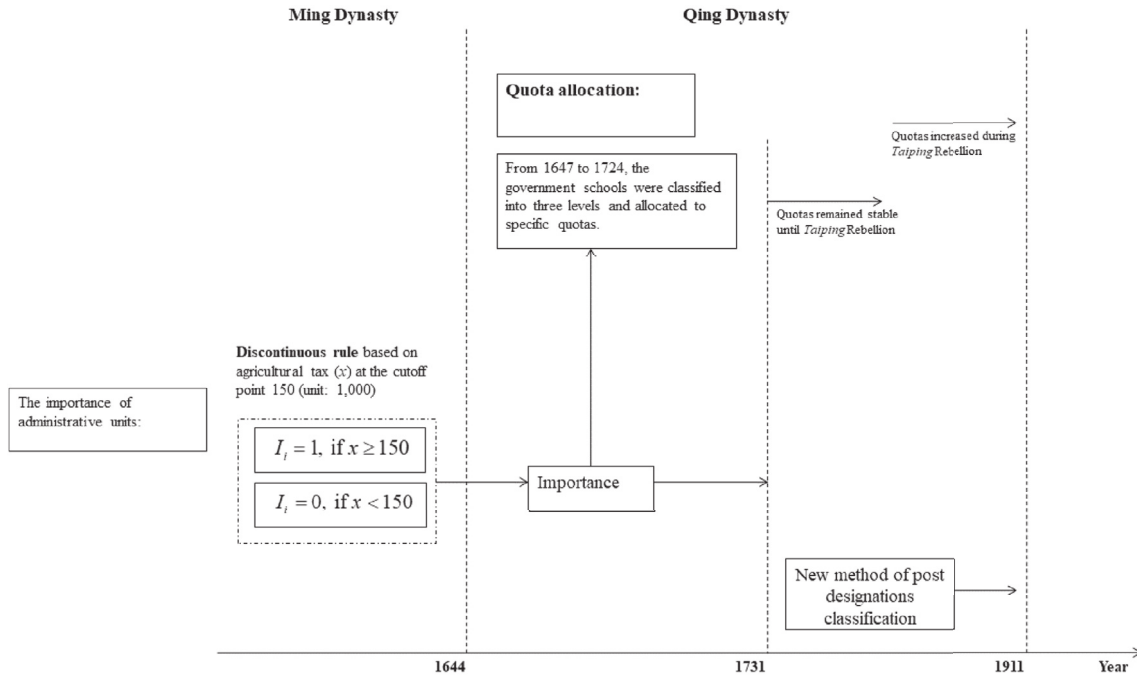 Ming Dynasty
Qing Dynasty
Quota allocation:
Quotas increased during
Taiping Rebellion
From 1647 to 1724, the
government schools were classified
into three levels and allocated to
specific quotas.
Quotas remained stable
until Taiping Rebellion
Discontinuous rule based on
agricultural tax (x) at the cutoff
point 150 (unit: 1,000)
The importance of
administrative units:
I_i = 1, if x ≥ 150
I_i = 0, if x < 150
Importance
New method of post
designations
classification
1644
1731
1911
Year